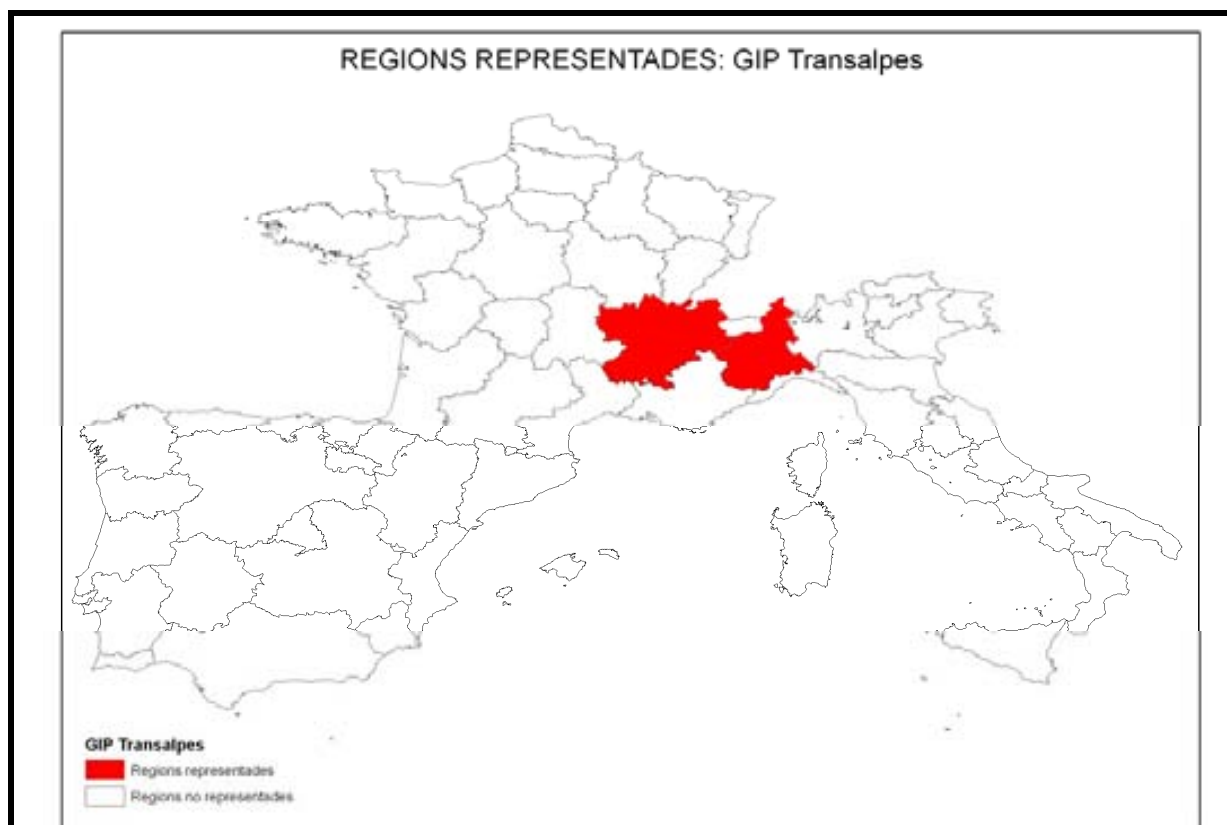 REGIONS REPRESENTADES: GIP Transalpes
GIP Transalpes
Regions representades
Regions no representades